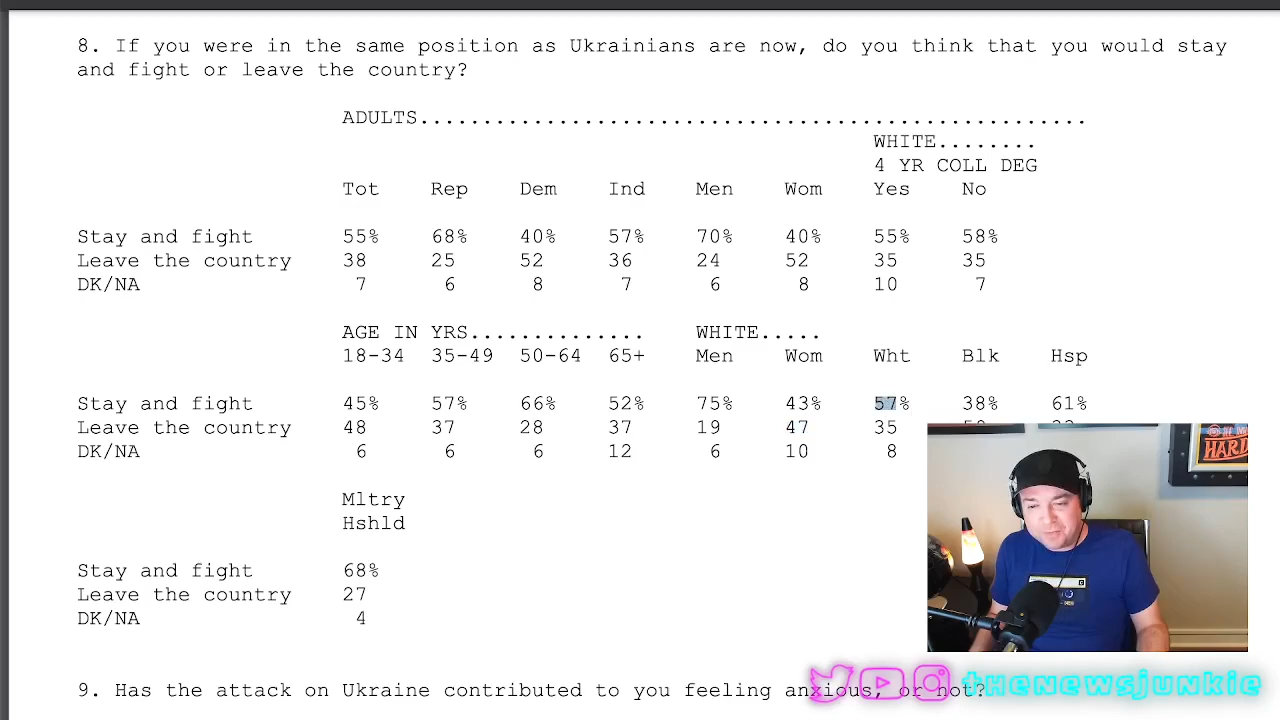 8. If you were in the same position as Ukrainians are now, do you think that you would stay
and fight or leave the country?
ADULTS.....................................................
WHITE........
4 YR COLL DEG
Tot Rep Dem Ind Men Wom Yes No
Stay and fight 55% 68% 40% 57% 70% 40% 55% 58%
Leave the country 38 25 52 36 24 52 35 35
DK/NA 7 6 8 7 6 8 10 7
AGE IN YRS.............. WHITE.....
18-34 35-49 50-64 65+ Men Wom Wht Blk Hsp
Stay and fight 45% 57% 66% 52% 75% 43% 57% 38% 61%
Leave the country 48 37 28 37 19 47 35
DK/NA 6 6 6 12 6 10 8
HARD
Mltry
Hshld
Stay and fight 68%
Leave the country 27
DK/NA 4
9. Has the attack on Ukraine contributed to you feeling anxious, or not?
thenewsjunkie